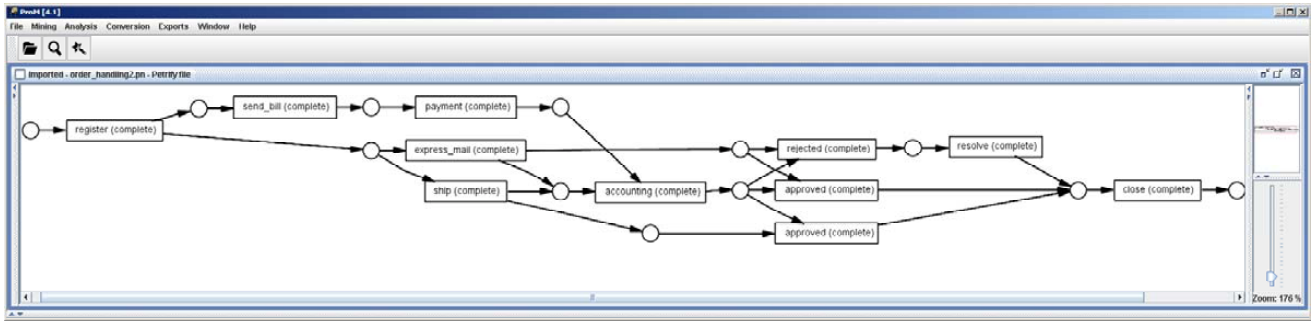 ProM [4.1]
File Mining Analysis Conversion Exports Window Help
Imported - order_handling2.pn - Petrify file
send_bill (complete)
payment (complete)
register (complete)
express_mail (complete)
rejected (complete)
resolve (complete)
ship (complete)
accounting (complete)
approved (complete)
close (complete)
approved (complete)
Zoom: 176 %